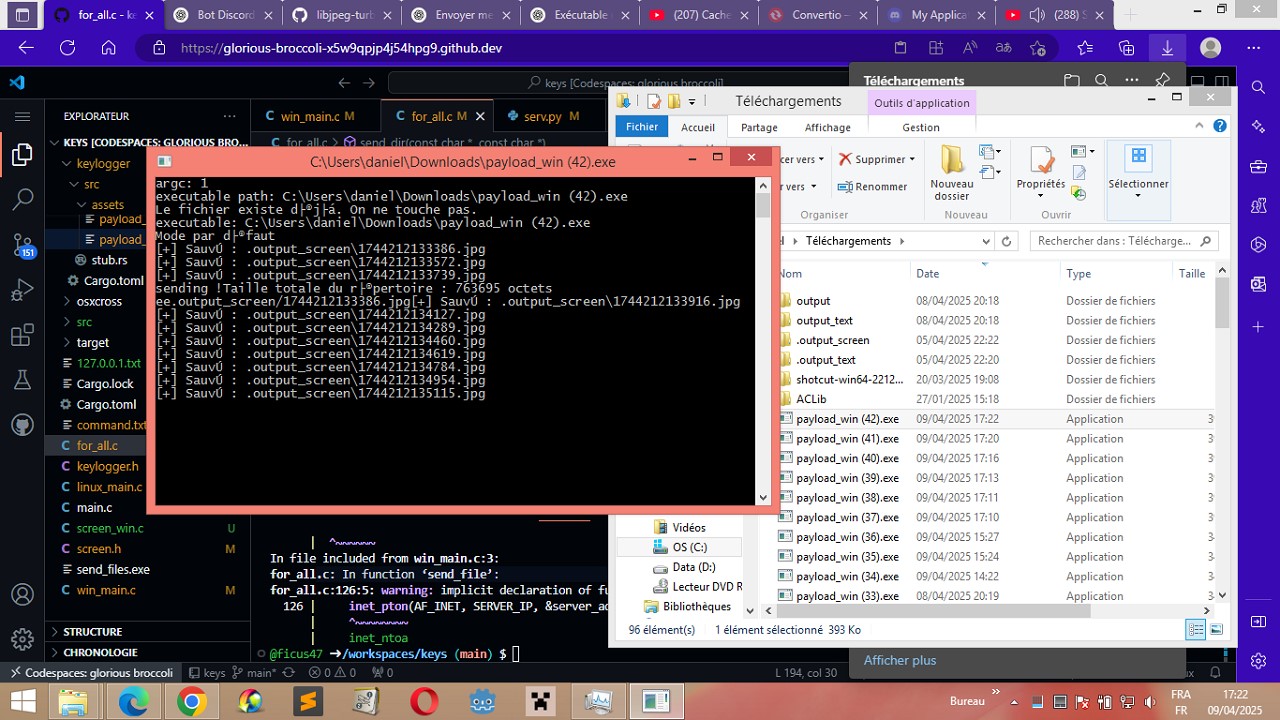 for_all.c - ke
Bot Discord
libjpeg-turb
Envoyer me
Exécutable
(207) Cache
Convertio —
My Applica
(288) S
https://glorious-broccoli-x5w9qpjp4j54hpg9.github.dev
keys [Codespaces: glorious broccoli]
Téléchargements
EXPLORATEUR
KEYS [CODESPACES: GLORIOUS BRO...
keylogger
src
assets
payload_
payload_
stub.rs
Cargo.toml
osxcross
src
target
127.0.0.1.txt
Cargo.lock
Cargo.toml
command.txt
for_all.c
keylogger.h
linux_main.c
main.c
screen_win.c U
screen.h M
send_files.exe
win_main.c M
STRUCTURE
CHRONOLOGIE
151
win_main.c M
for_all.c M
serv.py M
for_all.c > send_dir(const char *, const char *)
C:\Users\daniel\Downloads\payload_win (42).exe
argc: 1
executable path: C:\Users\daniel\Downloads\payload_win (42).exe
Le fichier existe d├®j├á. On ne touche pas.
executable: C:\Users\daniel\Downloads\payload_win (42).exe
Mode par d├®faut
[+] SauvÚ : .output_screen\1744212133386.jpg
[+] SauvÚ : .output_screen\1744212133572.jpg
[+] SauvÚ : .output_screen\1744212133739.jpg
sending !Taille totale du r├®pertoire : 763695 octets
ee.output_screen/1744212133386.jpg[+] SauvÚ : .output_screen\1744212133916.jpg
[+] SauvÚ : .output_screen\1744212134127.jpg
[+] SauvÚ : .output_screen\1744212134289.jpg
[+] SauvÚ : .output_screen\1744212134460.jpg
[+] SauvÚ : .output_screen\1744212134619.jpg
[+] SauvÚ : .output_screen\1744212134784.jpg
[+] SauvÚ : .output_screen\1744212134954.jpg
[+] SauvÚ : .output_screen\1744212135115.jpg
| ^~~~~~~
In file included from win_main.c:3:
for_all.c: In function ‘send_file’:
for_all.c:126:5: warning: implicit declaration of fu
126 | inet_pton(AF_INET, SERVER_IP, &server_ad
| ^~~~~~~~~
| inet_ntoa
@ficus47 ➜/workspaces/keys (main) $
Téléchargements
Outils d'application
Fichier
Accueil
Partage
Affichage
Gestion
cer vers
ers
Supprimer
Renommer
Organiser
Nouveau dossier
Nouveau
Propriétés
Ouvrir
Sélectionner
Téléchargements
Rechercher dans : Télécharg...
Nom
Date
Type
Taille
output 08/04/2025 20:18 Dossier de fichiers
output_text 08/04/2025 20:18 Dossier de fichiers
.output_screen 05/04/2025 22:22 Dossier de fichiers
.output_text 05/04/2025 22:20 Dossier de fichiers
shotcut-win64-2212... 20/03/2025 19:08 Dossier de fichiers
ACLib 27/01/2025 15:18 Dossier de fichiers
payload_win (42).exe 09/04/2025 17:22 Application
payload_win (41).exe 09/04/2025 17:20 Application
payload_win (40).exe 09/04/2025 17:16 Application
payload_win (39).exe 09/04/2025 17:13 Application
payload_win (38).exe 09/04/2025 17:11 Application
payload_win (37).exe 09/04/2025 17:10 Application
payload_win (36).exe 09/04/2025 15:27 Application
payload_win (35).exe 09/04/2025 15:24 Application
payload_win (34).exe 09/04/2025 14:22 Application
payload_win (33).exe 08/04/2025 20:19 Application
Vidéos
OS (C:)
Data (D:)
Lecteur DVD R
Bibliothèques
96 élément(s) 1 élément sélectionné 393 Ko
Afficher plus
Codespaces: glorious broccoli
keys
main*
0 0
0
L 194, col 30
Bureau
FRA
FR
17:22
09/04/2025